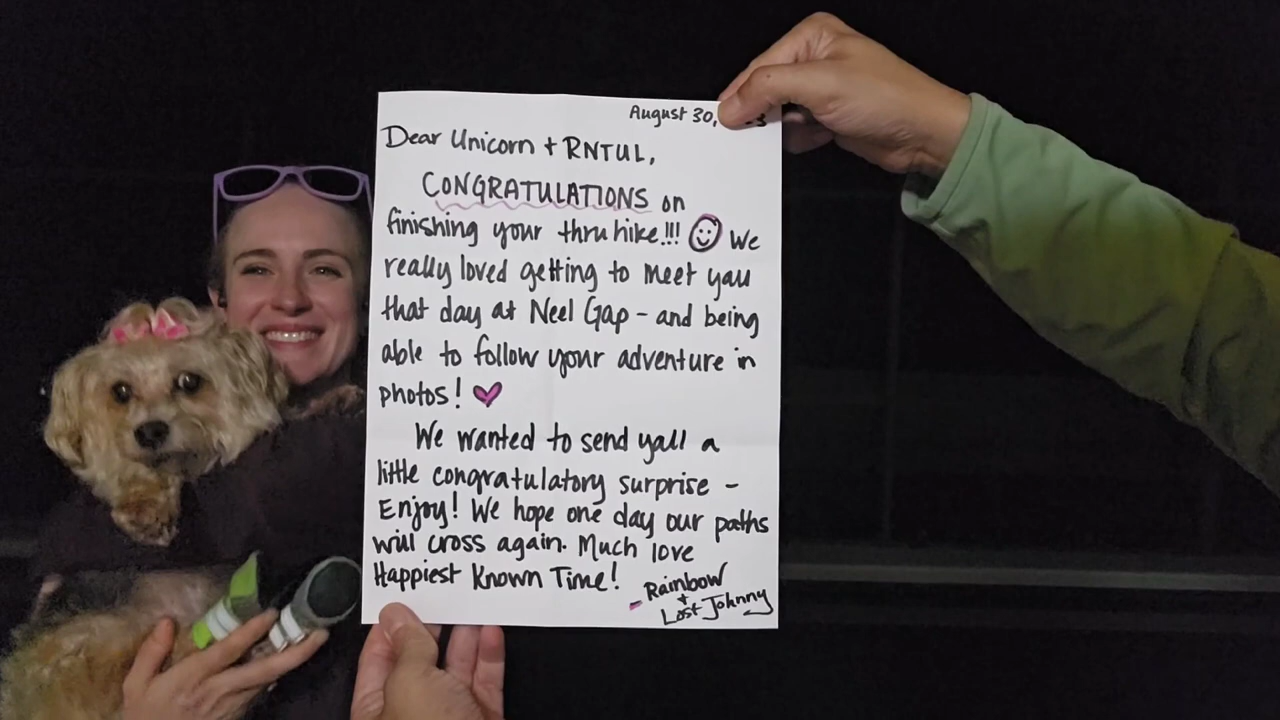 August 30,
Dear Unicorn + RNTUL,
CONGRATULATIONS on
finishing your thru hike!!! We
really loved getting to meet you
that day at Neel Gap - and being
able to follow your adventure in
photos!
We wanted to send yall a
little congratulatory surprise -
Enjoy! We hope one day our paths
will cross again. Much love
Happiest Known Time!
- Rainbow
+
Lost Johnny